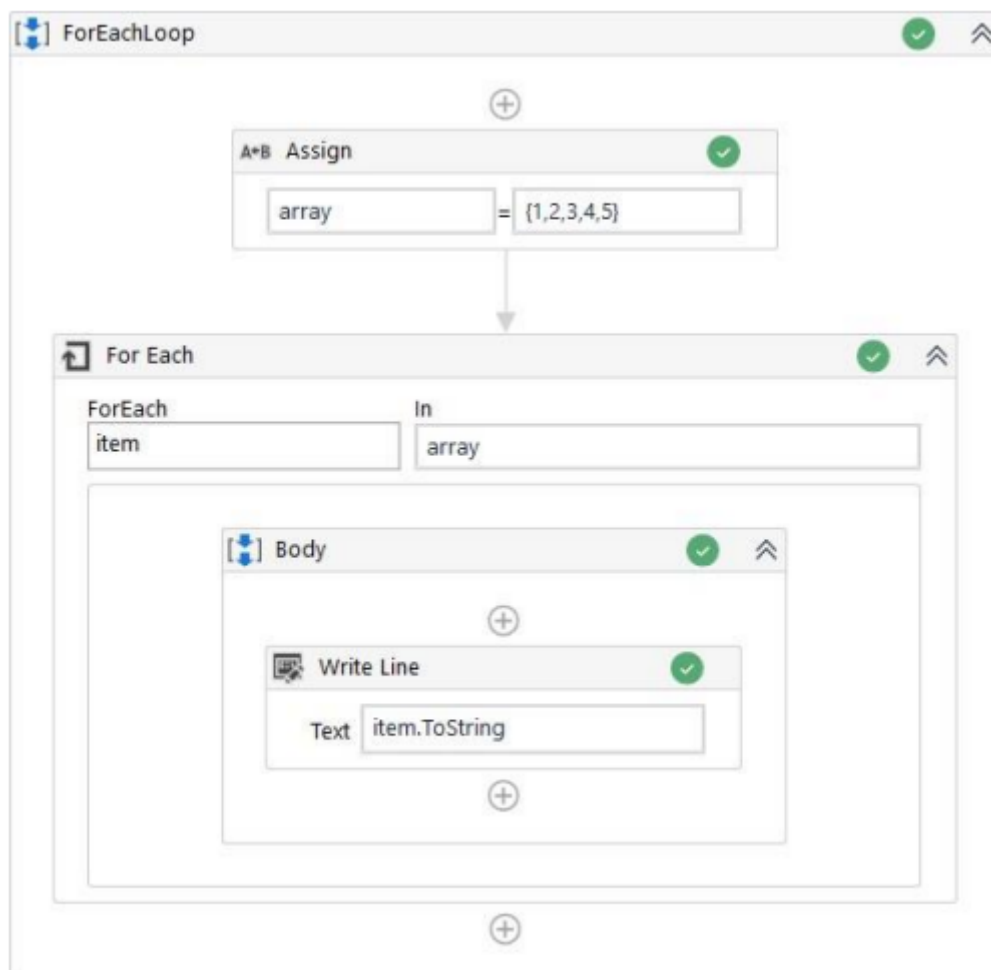 ForEachLoop
A+B Assign
array = {1,2,3,4,5}
For Each
ForEach In
item array
Body
Write Line
Text item.ToString